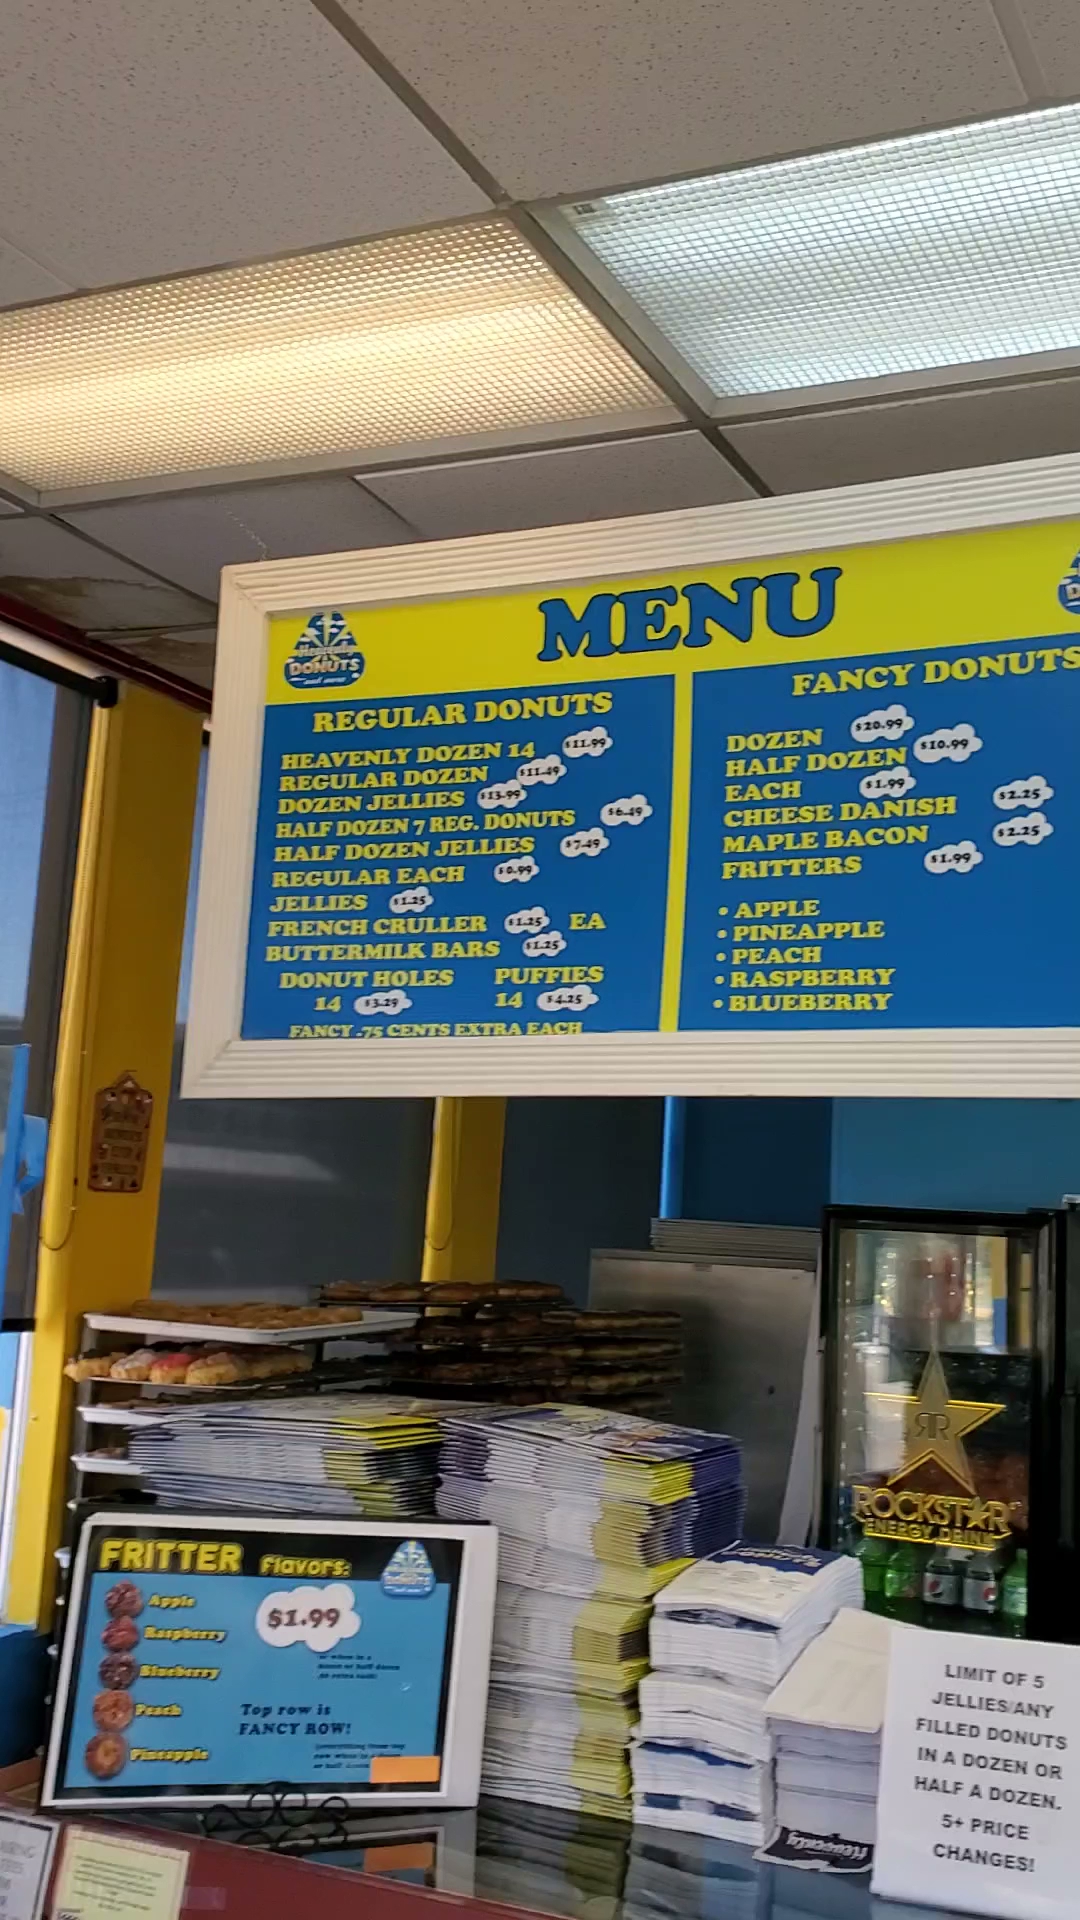 MENU
Heavenly
DONUTS
and more
REGULAR DONUTS
HEAVENLY DOZEN 14 $11.99
REGULAR DOZEN $11.49
DOZEN JELLIES $13.99
HALF DOZEN 7 REG. DONUTS $6.49
HALF DOZEN JELLIES $7.49
REGULAR EACH $0.99
JELLIES $1.25
FRENCH CRULLER $1.25 EA
BUTTERMILK BARS $1.25
DONUT HOLES PUFFIES
14 $3.29 14 $4.25
FANCY .75 CENTS EXTRA EACH
FANCY DONUTS
DOZEN $20.99
HALF DOZEN $10.99
EACH $1.99
CHEESE DANISH $2.25
MAPLE BACON $2.25
FRITTERS $1.99
• APPLE
• PINEAPPLE
• PEACH
• RASPBERRY
• BLUEBERRY
RR
ROCKSTAR
ENERGY DRINK
FRITTER Flavors:
Apple
$1.99
Raspberry
Blueberry
Peach
Pineapple
Top row is
FANCY ROW!
Heavenly
LIMIT OF 5
JELLIES/ANY
FILLED DONUTS
IN A DOZEN OR
HALF A DOZEN.
5+ PRICE
CHANGES!